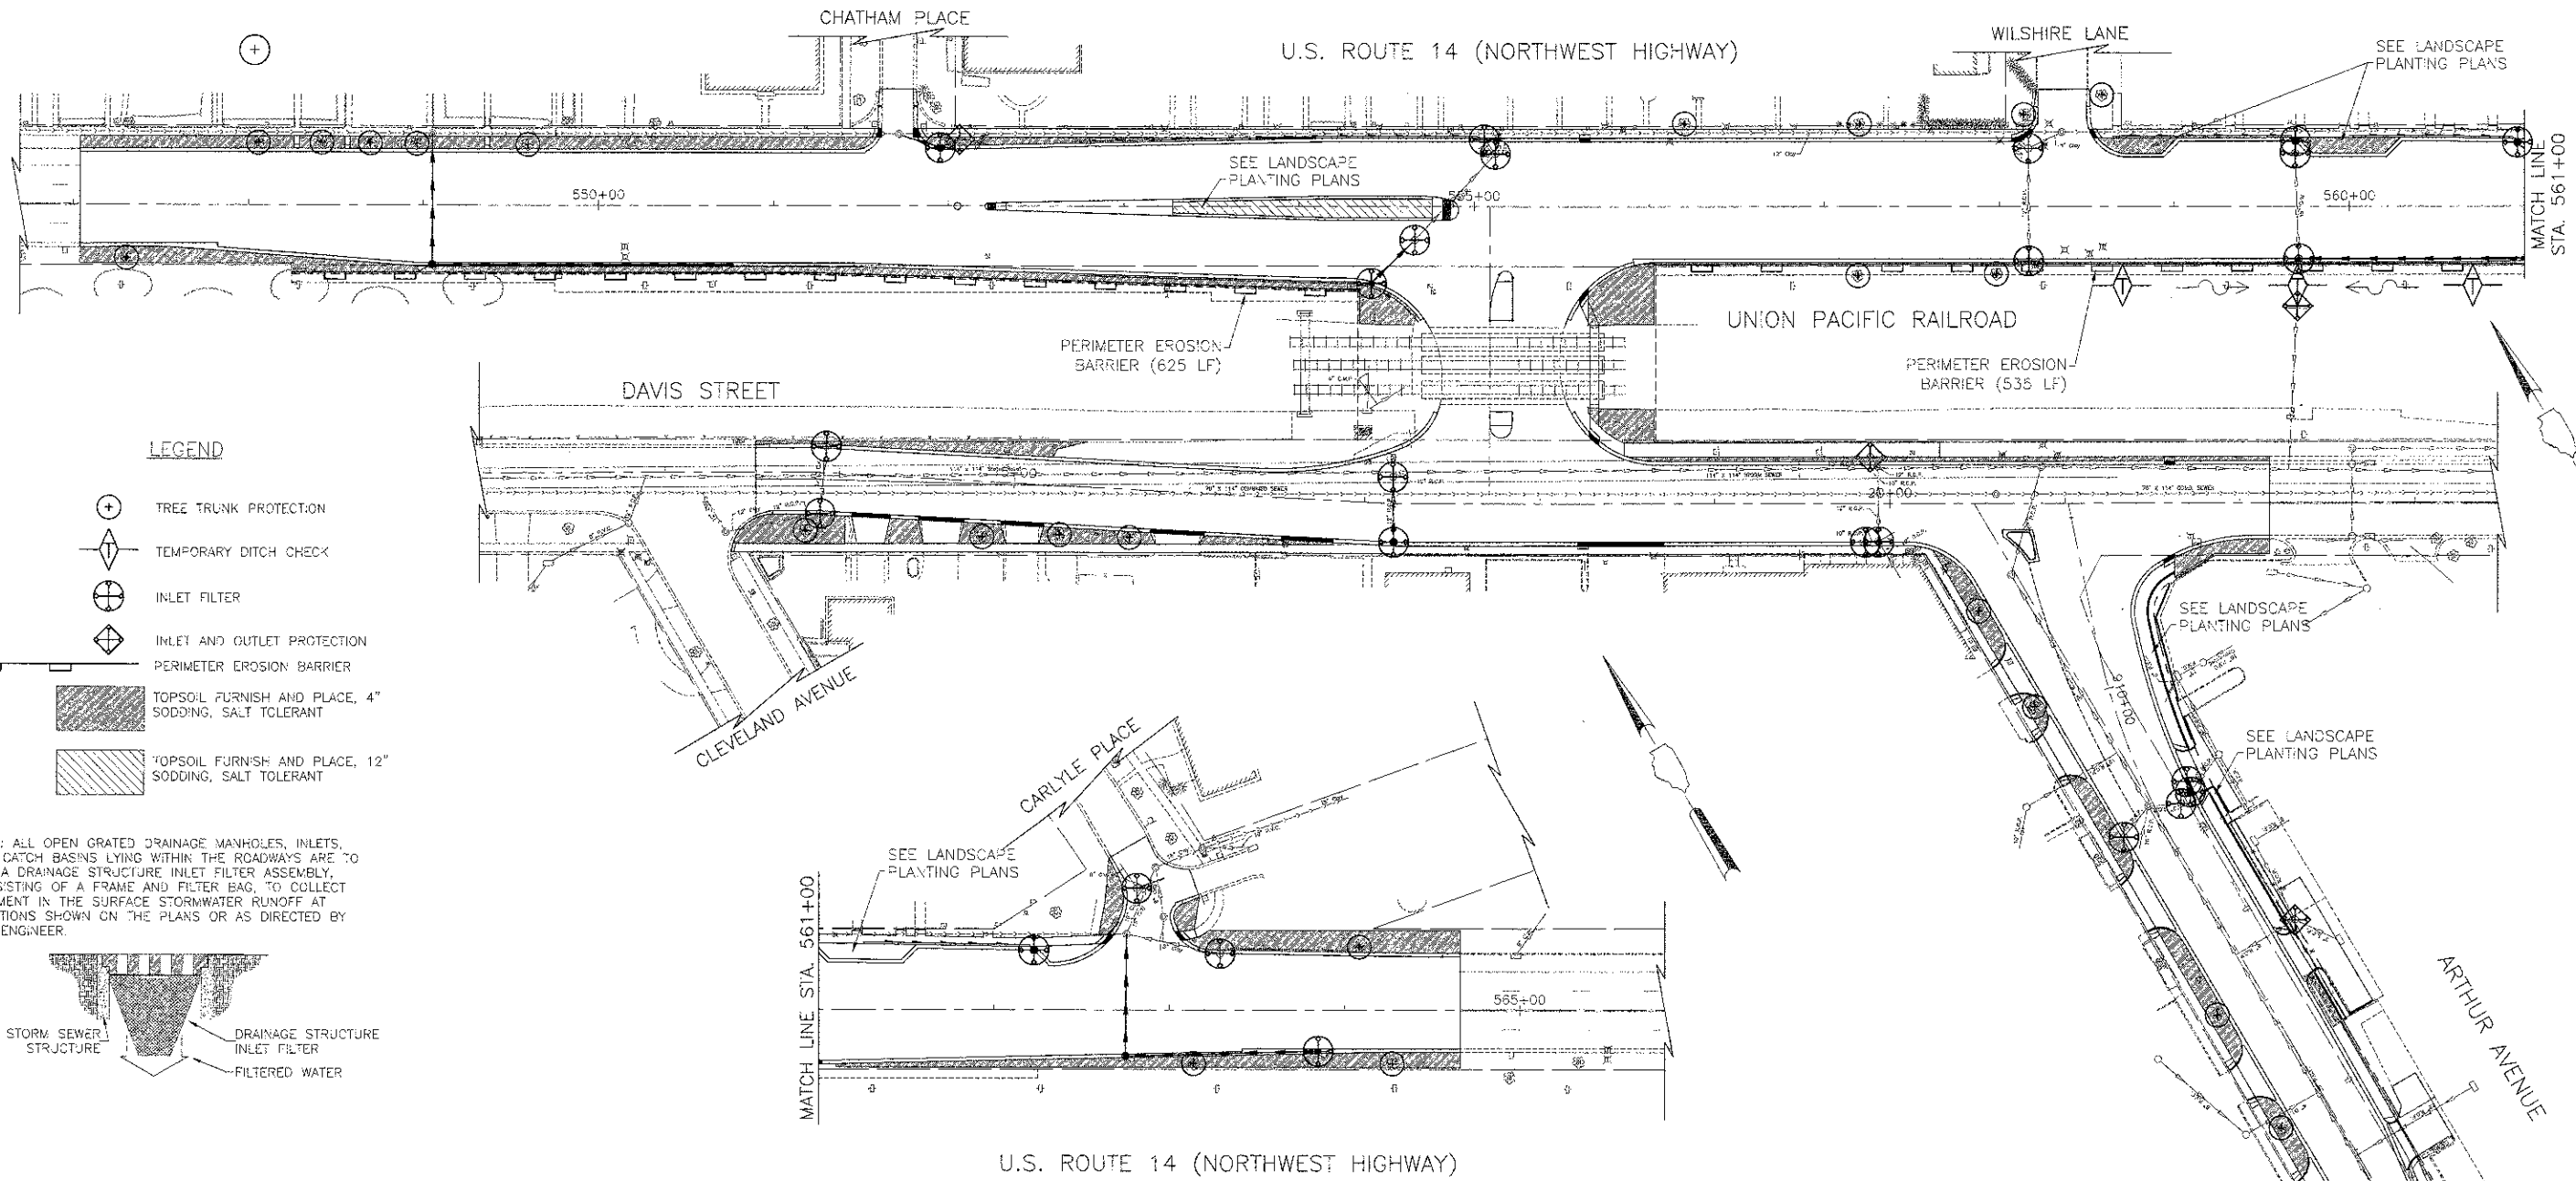 CHATHAM PLACE
U.S. ROUTE 14 (NORTHWEST HIGHWAY)
WILSHIRE LANE
SEE LANDSCAPE
PLANTING PLANS
SEE LANDSCAPE
PLANTING PLANS
550+00
560+00
MATCH LINE
STA. 561+00
PERIMETER EROSION
BARRIER (625 LF)
UNION PACIFIC RAILROAD
PERIMETER EROSION
BARRIER (535 LF)
DAVIS STREET
LEGEND
TREE TRUNK PROTECTION
TEMPORARY DITCH CHECK
INLET FILTER
INLET AND OUTLET PROTECTION
PERIMETER EROSION BARRIER
TOPSOIL FURNISH AND PLACE, 4"
SODDING, SALT TOLERANT
TOPSOIL FURNISH AND PLACE, 12"
SODDING, SALT TOLERANT
: ALL OPEN GRATED DRAINAGE MANHOLES, INLETS,
CATCH BASINS LYING WITHIN THE ROADWAYS ARE TO
A DRAINAGE STRUCTURE INLET FILTER ASSEMBLY,
SISTING OF A FRAME AND FILTER BAG, TO COLLECT
MENT IN THE SURFACE STORMWATER RUNOFF AT
TIONS SHOWN ON THE PLANS OR AS DIRECTED BY
ENGINEER.
STORM SEWER
STRUCTURE
DRAINAGE STRUCTURE
INLET FILTER
FILTERED WATER
CLEVELAND AVENUE
CARLYLE PLACE
SEE LANDSCAPE
PLANTING PLANS
MATCH LINE STA. 561+00
565+00
SEE LANDSCAPE
PLANTING PLANS
SEE LANDSCAPE
PLANTING PLANS
910+00
ARTHUR AVENUE
U.S. ROUTE 14 (NORTHWEST HIGHWAY)